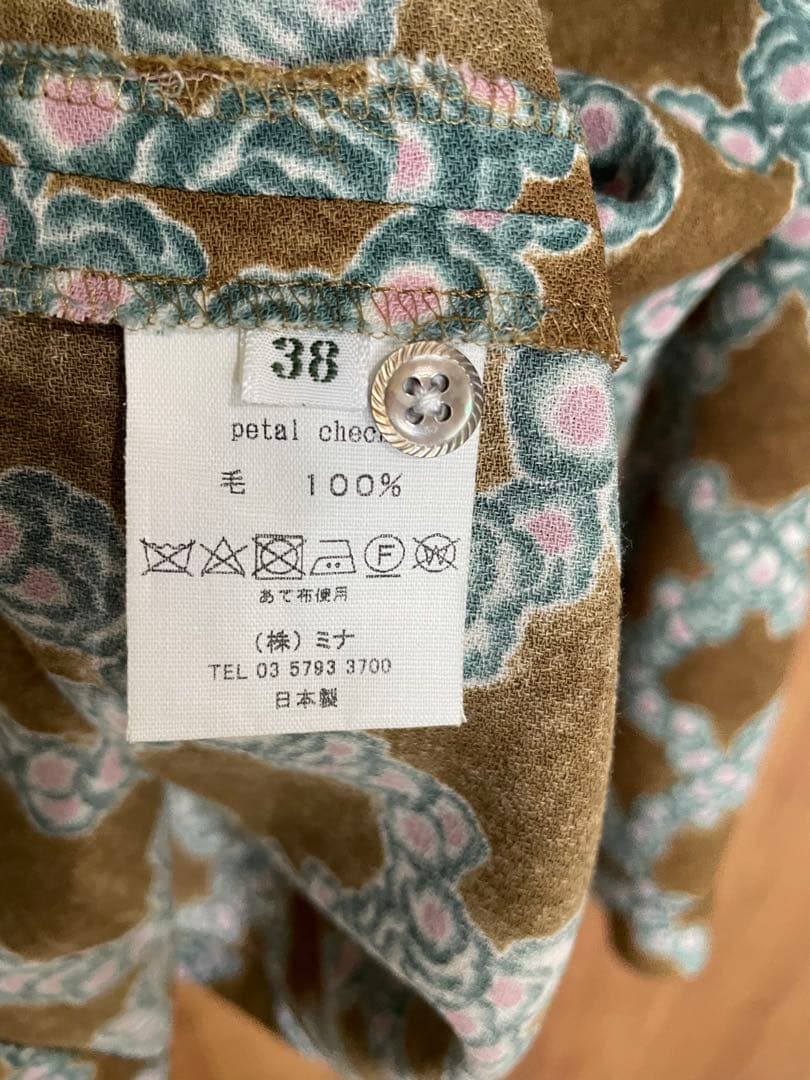 38
petal chec
毛 100%
F W
あて布使用
(株) ミナ
TEL 03 5793 3700
日本製